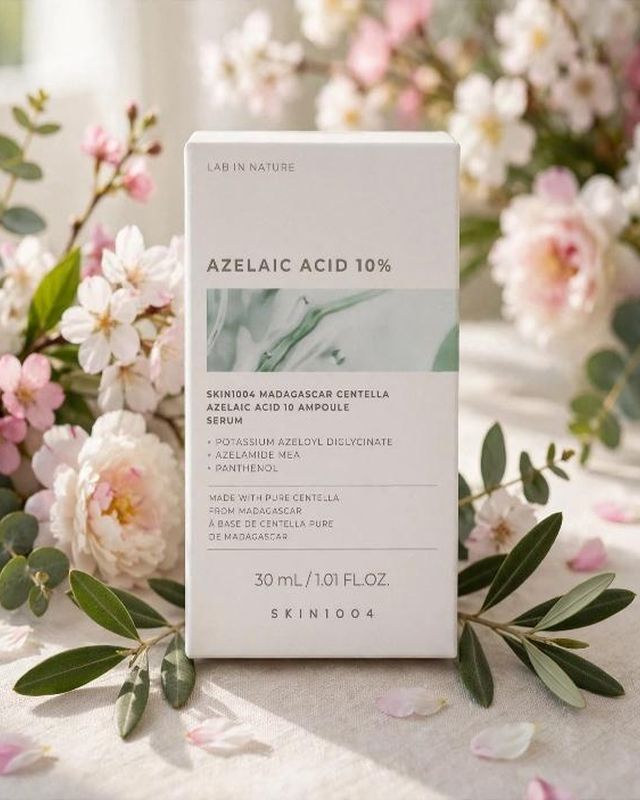 LAB IN NATURE
AZELAIC ACID 10%
SKIN1004 MADAGASCAR CENTELLA
AZELAIC ACID 10 AMPOULE
SERUM
• POTASSIUM AZELOYL DIGLYCINATE
• AZELAMIDE MEA
• PANTHENOL
MADE WITH PURE CENTELLA
FROM MADAGASCAR
À BASE DE CENTELLA PURE
DE MADAGASCAR
30 mL / 1.01 FL.OZ.
SKIN1004